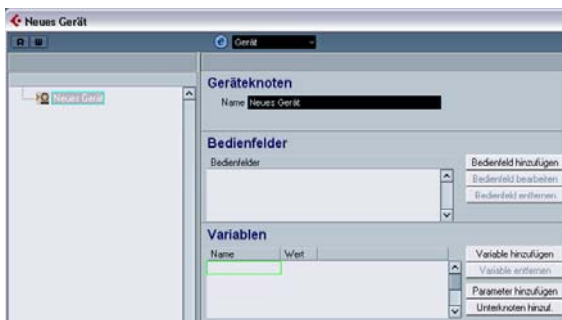 Neues Gerät
R W
Gerät
Neues Gerät
Geräteknoten
Name Neues Gerät
Bedienfelder
Bedienfelder
Bedienfeld hinzufügen
Bedienfeld bearbeiten
Bedienfeld entfernen
Variablen
Name Wert
Variable hinzufügen
Variable entfernen
Parameter hinzufügen
Unterknoten hinzuf.